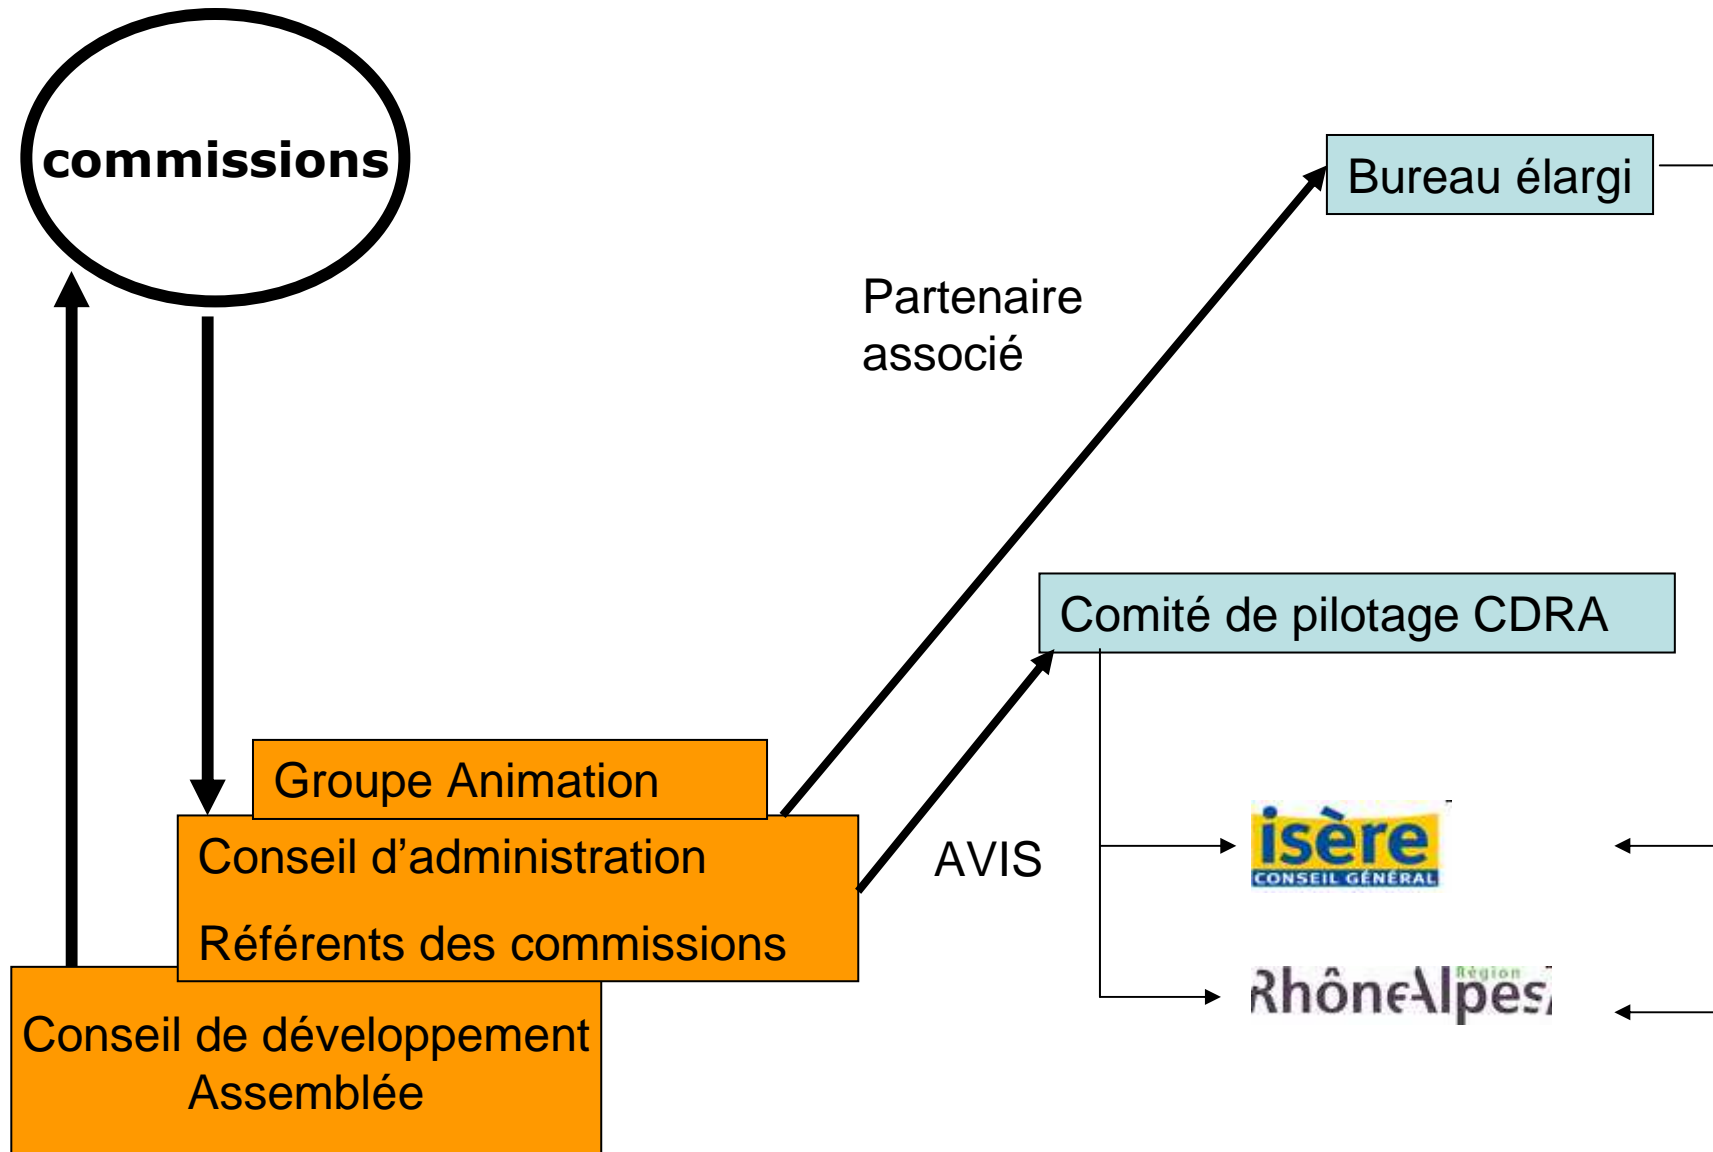 commissions
Bureau élargi
Partenaire
associé
Comité de pilotage CDRA
Groupe Animation
Conseil d’administration
Référents des commissions
AVIS
isère
CONSEIL GÉNÉRAL
Région
RhôneAlpes
Conseil de développement
Assemblée